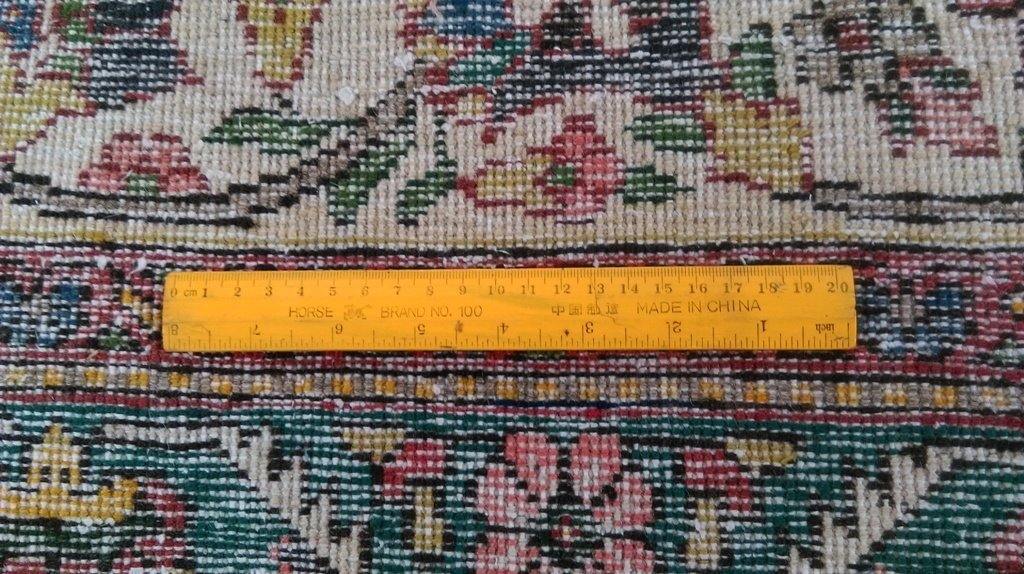 0 cm 1 2 3 4 5 6 7 8 9 10 11 12 13 14 15 16 17 18 19 20
HORSE BRAND NO. 100 中国制造 MADE IN CHINA
8 7 6 5 4 3 2 1 inch